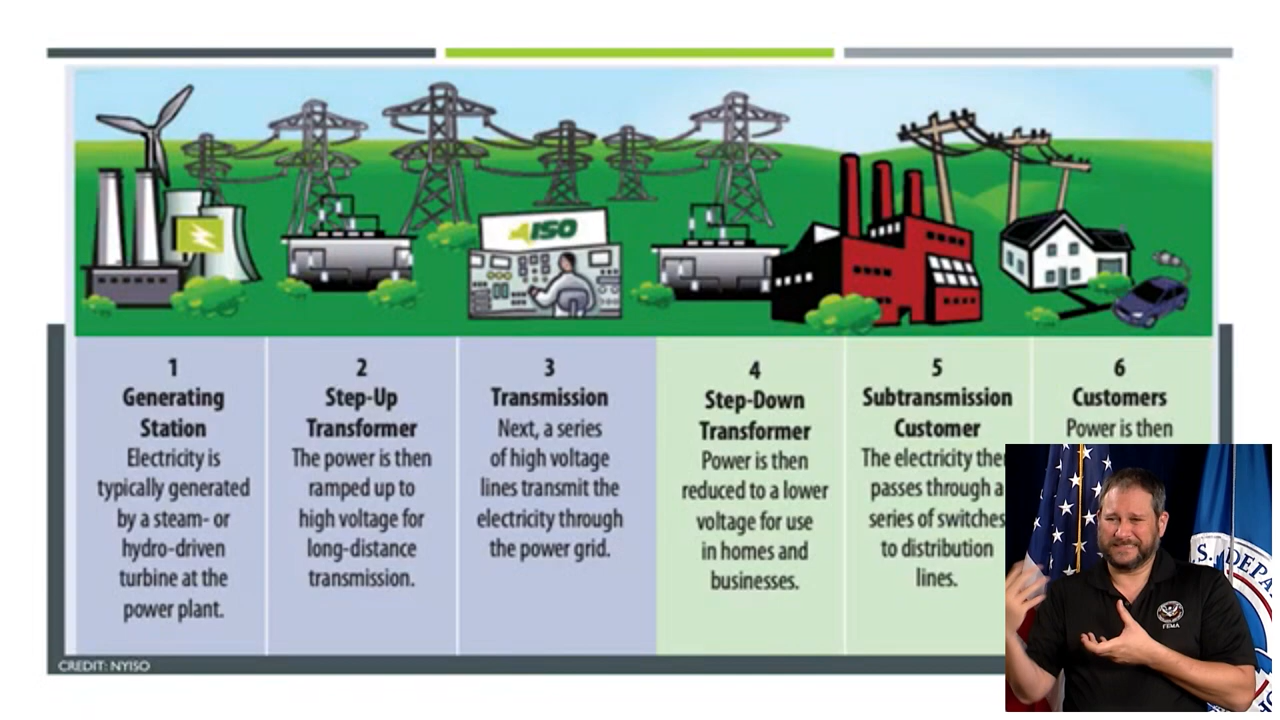 ISO
1
Generating
Station
Electricity is
typically generated
by a steam- or
hydro-driven
turbine at the
power plant.
2
Step-Up
Transformer
The power is then
ramped up to
high voltage for
long-distance
transmission.
3
Transmission
Next, a series
of high voltage
lines transmit the
electricity through
the power grid.
4
Step-Down
Transformer
Power is then
reduced to a lower
voltage for use
in homes and
businesses.
5
Subtransmission
Customer
The electricity
passes through a
series of switches
to distribution
lines.
6
Customers
Power is then
CREDIT: NYISO
FEMA